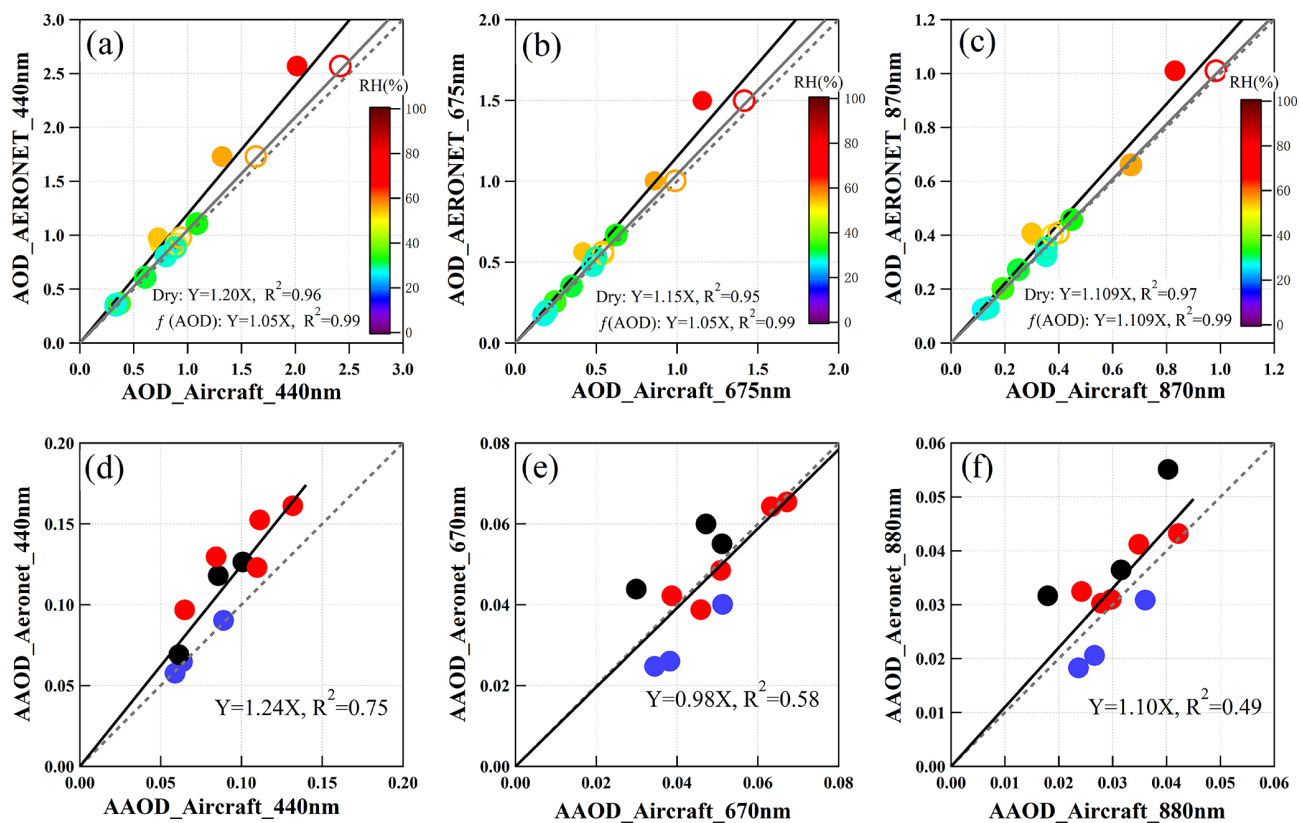 (a)
AOD_AERONET_440nm
3.0
2.5
2.0
1.5
1.0
0.5
0.0
RH(%)
100
80
60
40
20
0
Dry: Y=1.20X, R²=0.96
f(AOD): Y=1.05X, R²=0.99
0.0 0.5 1.0 1.5 2.0 2.5 3.0
AOD_Aircraft_440nm
(b)
AOD_AERONET_675nm
2.0
1.5
1.0
0.5
0.0
RH(%)
100
80
60
40
20
0
Dry: Y=1.15X, R²=0.95
f(AOD): Y=1.05X, R²=0.99
0.0 0.5 1.0 1.5 2.0
AOD_Aircraft_675nm
(c)
AOD_AERONET_870nm
1.2
1.0
0.8
0.6
0.4
0.2
0.0
RH(%)
100
80
60
40
20
0
Dry: Y=1.109X, R²=0.97
f(AOD): Y=1.109X, R²=0.99
0.0 0.2 0.4 0.6 0.8 1.0 1.2
AOD_Aircraft_870nm
(d)
AAOD_Aeronet_440nm
0.20
0.15
0.10
0.05
0.00
Y=1.24X, R²=0.75
0.00 0.05 0.10 0.15 0.20
AAOD_Aircraft_440nm
(e)
AAOD_Aeronet_670nm
0.08
0.06
0.04
0.02
0.00
Y=0.98X, R²=0.58
0.00 0.02 0.04 0.06 0.08
AAOD_Aircraft_670nm
(f)
AAOD_Aeronet_880nm
0.06
0.05
0.04
0.03
0.02
0.01
0.00
Y=1.10X, R²=0.49
0.00 0.01 0.02 0.03 0.04 0.05 0.06
AAOD_Aircraft_880nm